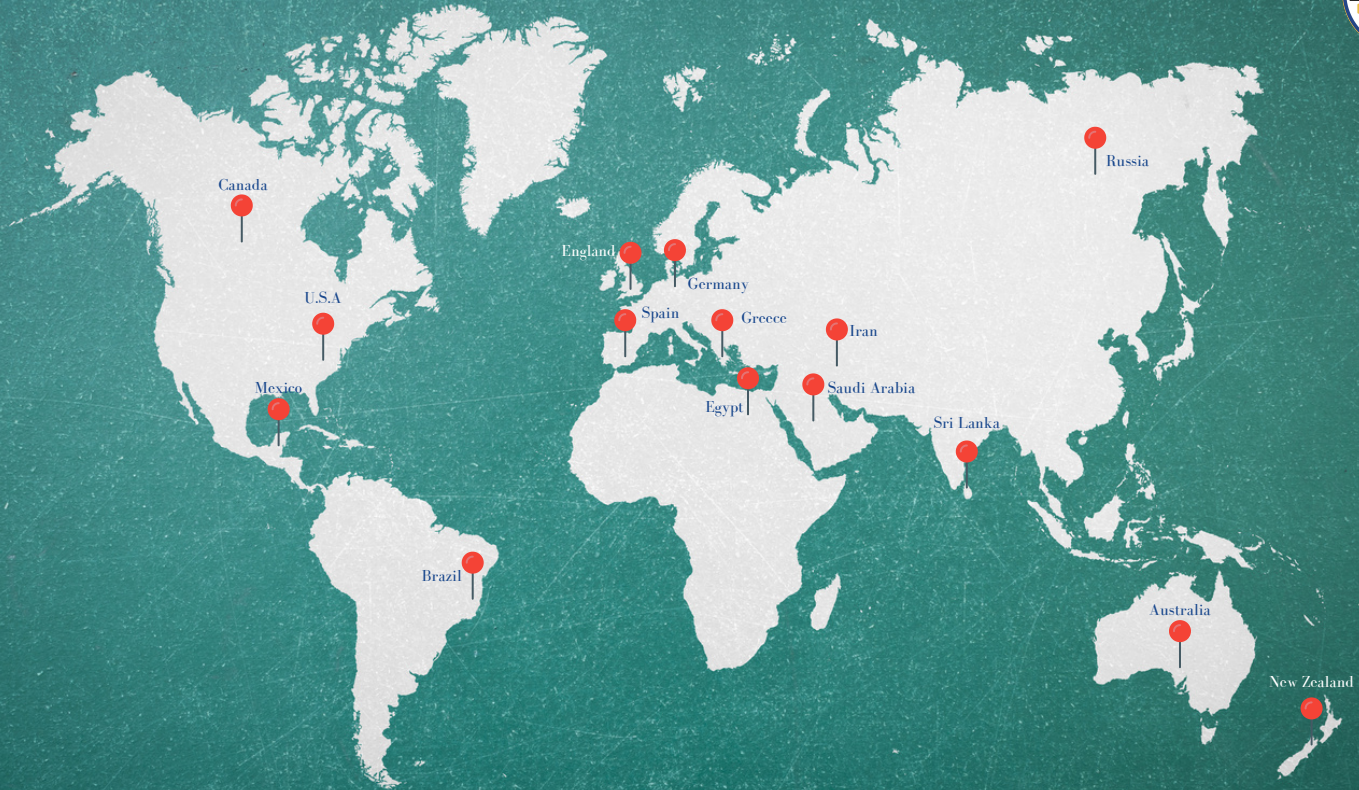 Russia
Canada
England
Germany
U.S.A
Spain
Greece
Iran
Mexico
Saudi Arabia
Egypt
Sri Lanka
Brazil
Australia
New Zealand